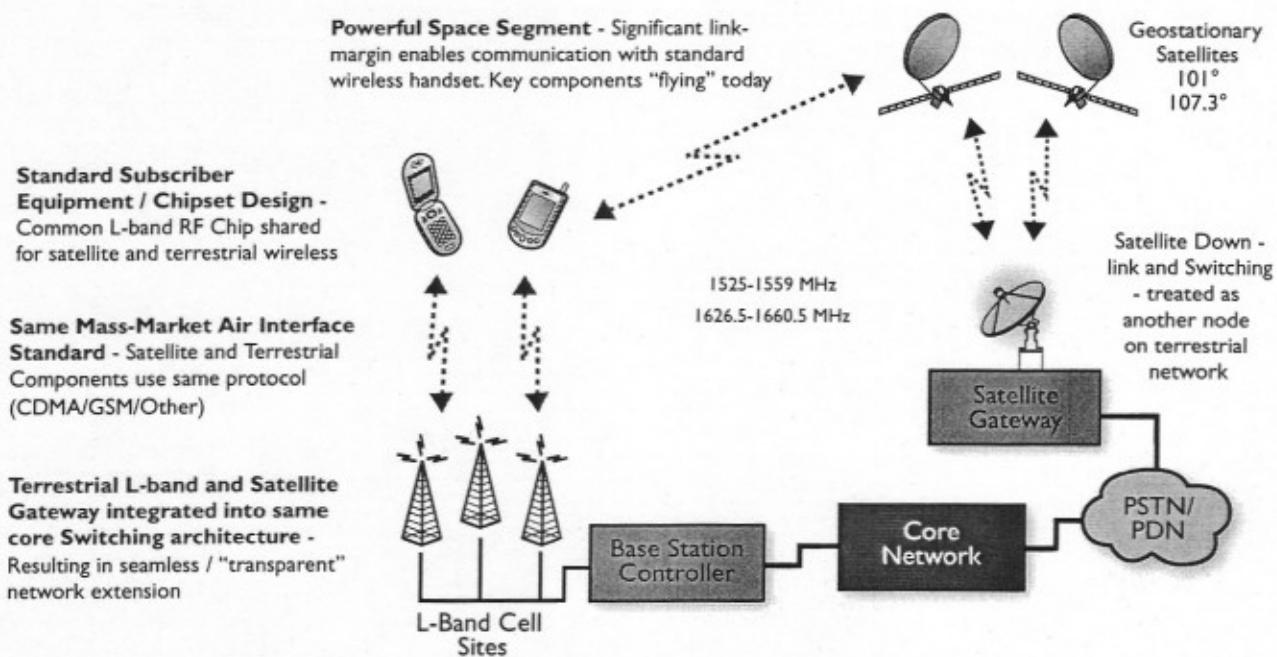 Powerful Space Segment - Significant link-
margin enables communication with standard
wireless handset. Key components “flying” today
Geostationary
Satellites
101°
107.3°
Standard Subscriber
Equipment / Chipset Design -
Common L-band RF Chip shared
for satellite and terrestrial wireless
Satellite Down -
link and Switching
- treated as
another node
on terrestrial
network
1525-1559 MHz
1626.5-1660.5 MHz
Same Mass-Market Air Interface
Standard - Satellite and Terrestrial
Components use same protocol
(CDMA/GSM/Other)
Satellite
Gateway
Terrestrial L-band and Satellite
Gateway integrated into same
core Switching architecture -
Resulting in seamless / “transparent”
network extension
L-Band Cell
Sites
Base Station
Controller
Core
Network
PSTN/
PDN